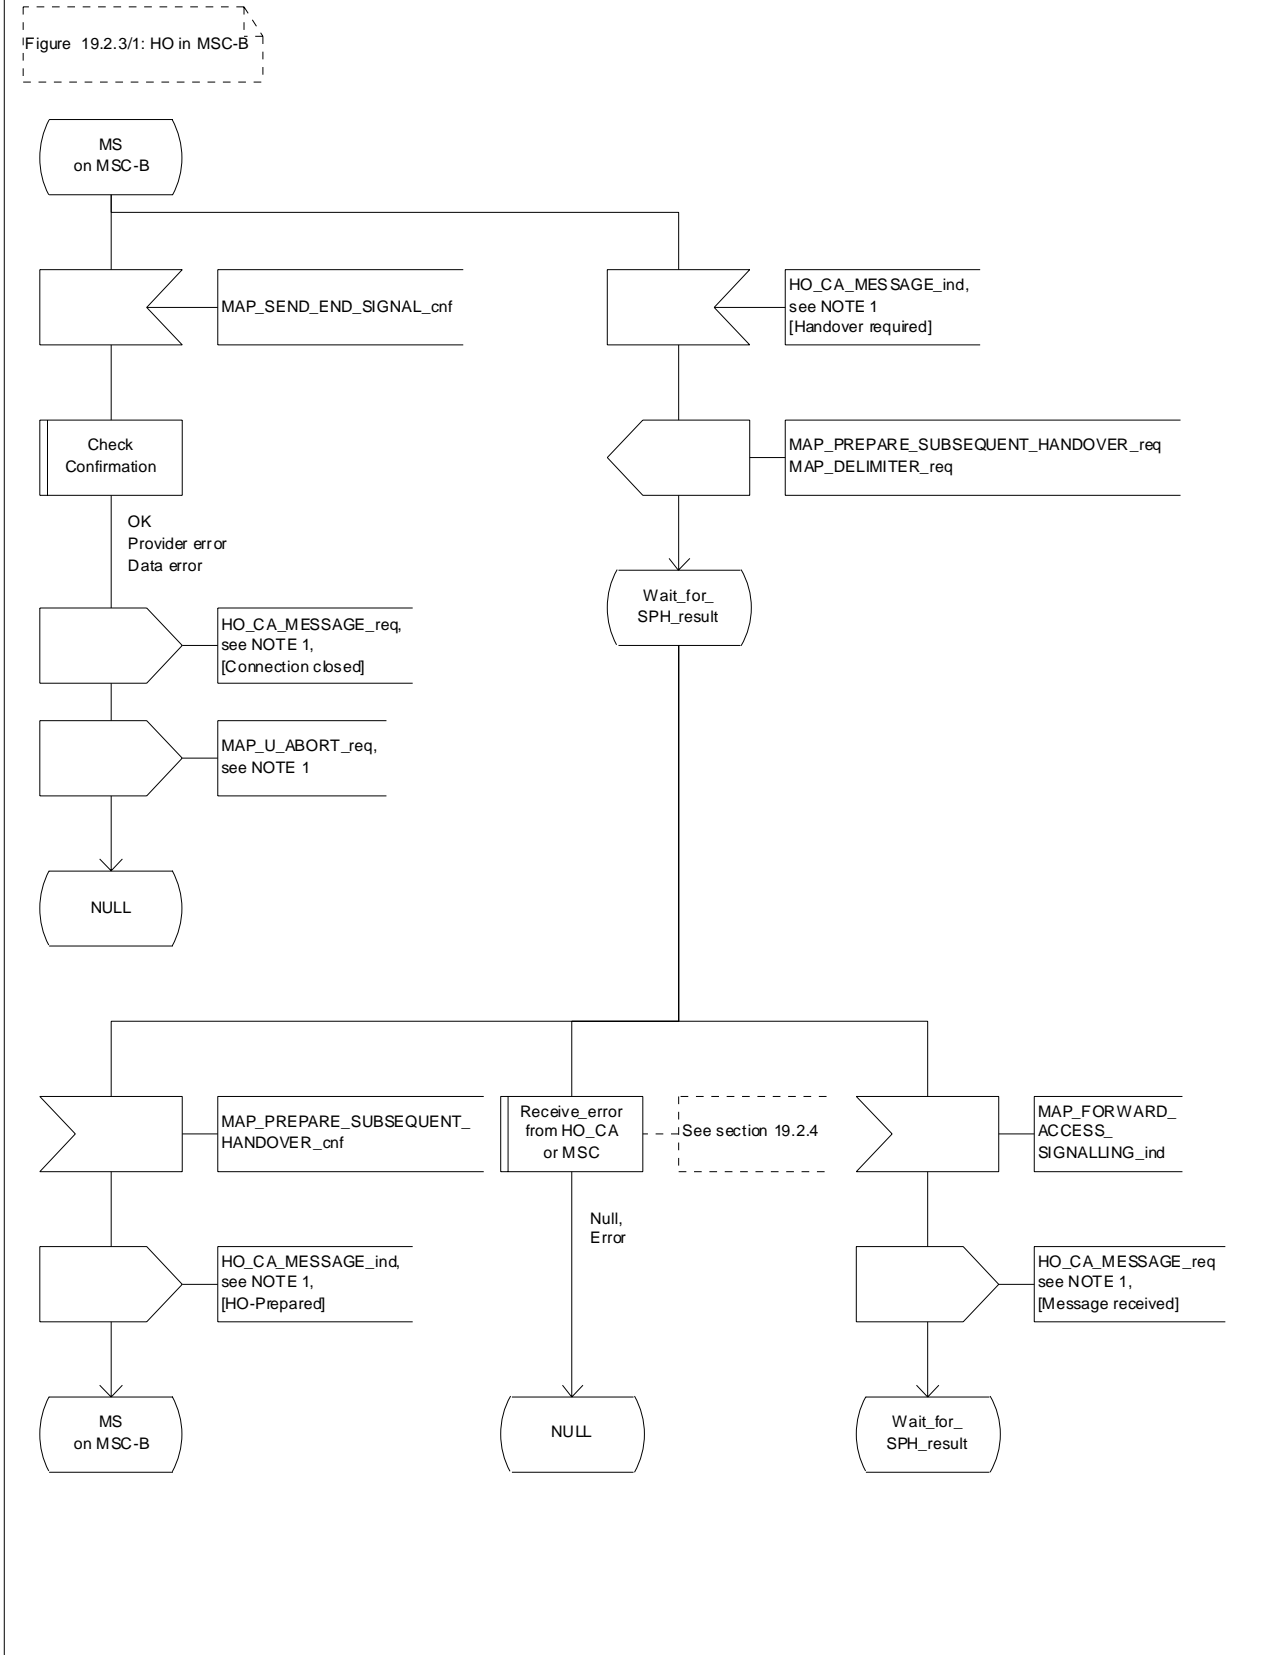 Figure 19.2.3/1: HO in MSC-B
MS
on MSC-B
MAP_SEND_END_SIGNAL_cnf
HO_CA_MESSAGE_ind,
see NOTE 1
[Handover required]
Check
Confirmation
MAP_PREPARE_SUBSEQUENT_HANDOVER_req
MAP_DELIMITER_req
OK
Provider error
Data error
Wait_for_
SPH_result
HO_CA_MESSAGE_req,
see NOTE 1,
[Connection closed]
MAP_U_ABORT_req,
see NOTE 1
NULL
MAP_PREPARE_SUBSEQUENT_
HANDOVER_cnf
Receive_error
from HO_CA
or MSC
See section 19.2.4
MAP_FORWARD_
ACCESS_
SIGNALLING_ind
Null,
Error
HO_CA_MESSAGE_ind,
see NOTE 1,
[HO-Prepared]
HO_CA_MESSAGE_req
see NOTE 1,
[Message received]
MS
on MSC-B
NULL
Wait_for_
SPH_result